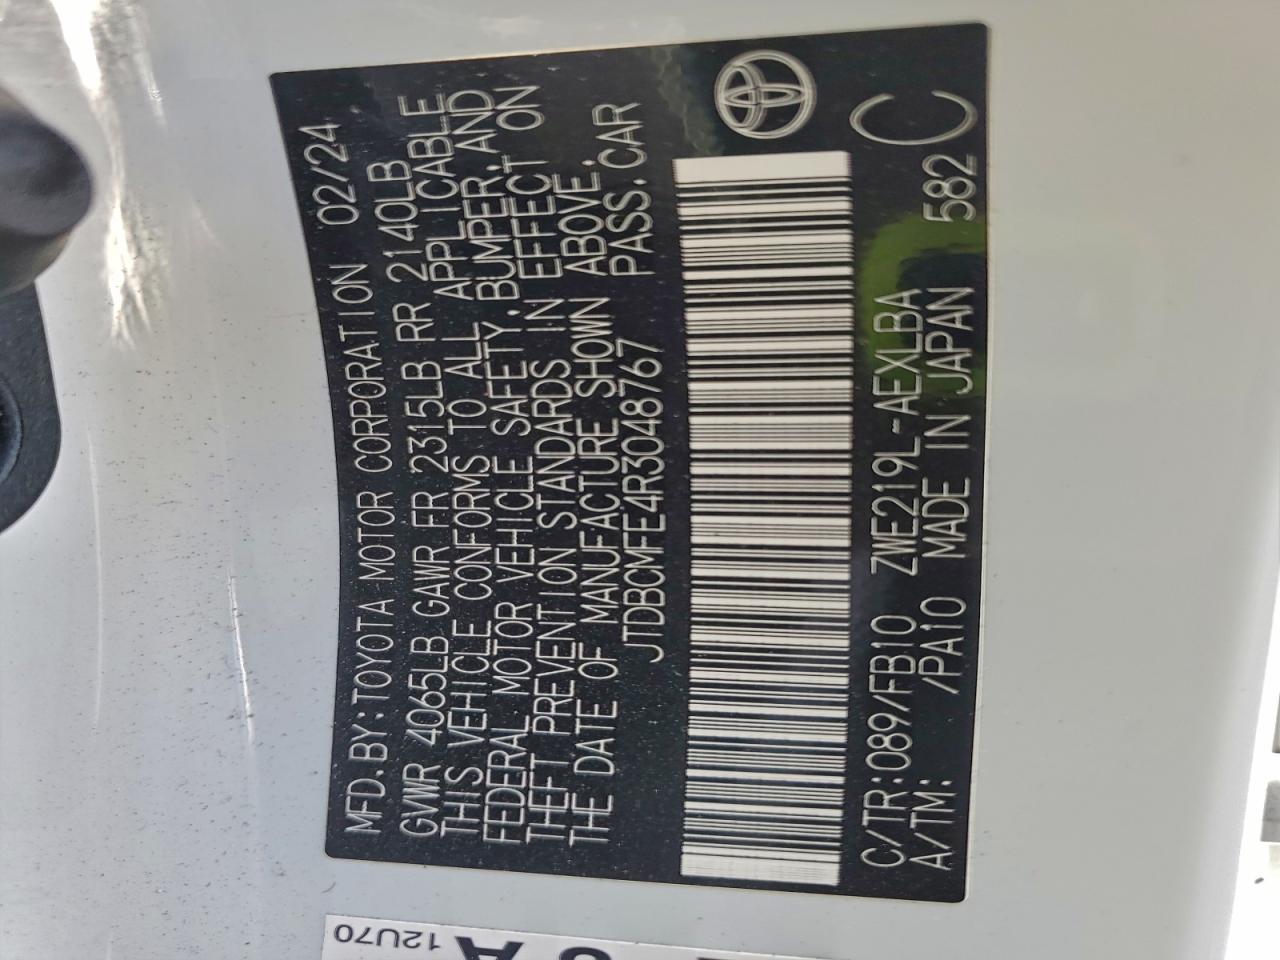 MFD.BY:TOYOTA MOTOR CORPORATION 02/24
GVWR 4065LB GAWR FR 2315LB RR 2140LB
THIS VEHICLE CONFORMS TO ALL APPLICABLE
FEDERAL MOTOR VEHICLE SAFETY,BUMPER,AND
THEFT PREVENTION STANDARDS IN EFFECT ON
THE DATE OF MANUFACTURE SHOWN ABOVE.
JTDBCMFE4R3048767 PASS.CAR
C/TR:089/FB10 ZWE219L-AEXLBA
A/TM: /PA10 MADE IN JAPAN 582 C
12U70